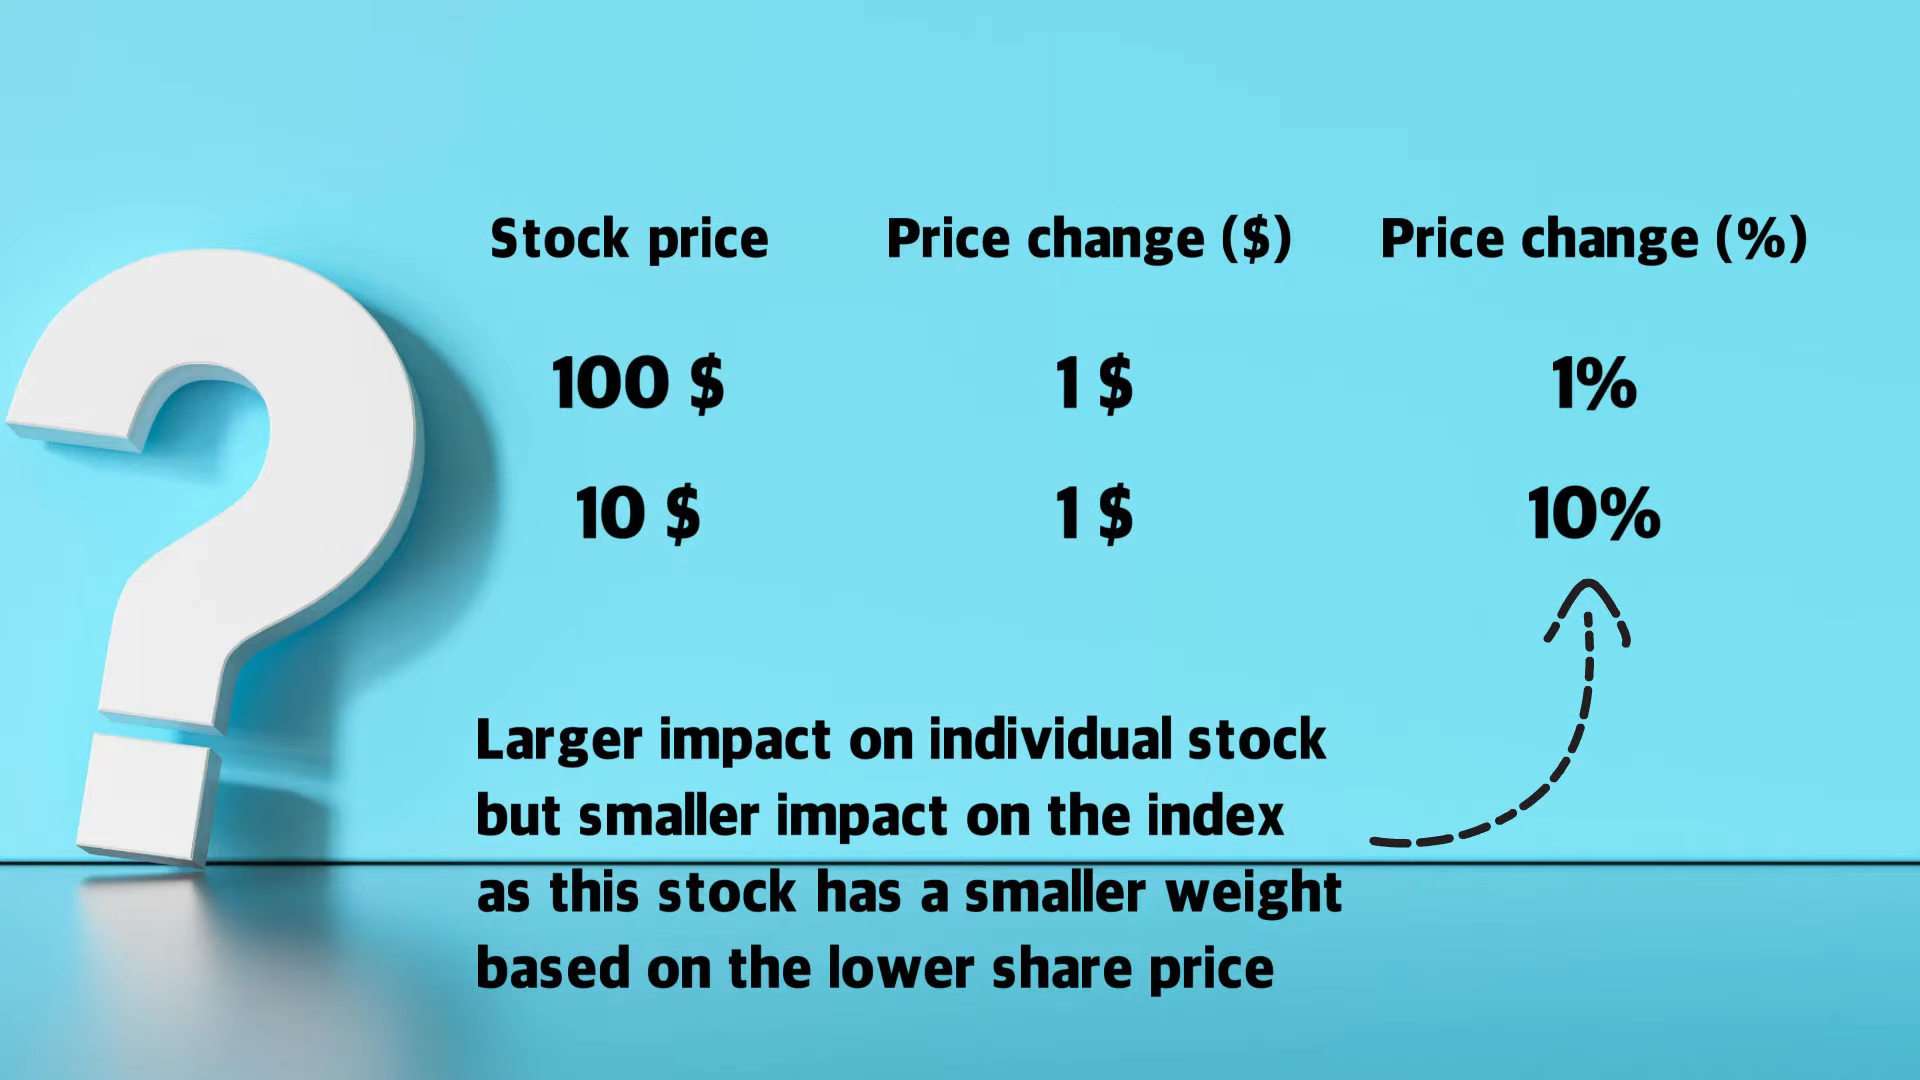 Stock price Price change ($) Price change (%)
100 $ 1 $ 1%
10 $ 1 $ 10%
Larger impact on individual stock
but smaller impact on the index
as this stock has a smaller weight
based on the lower share price